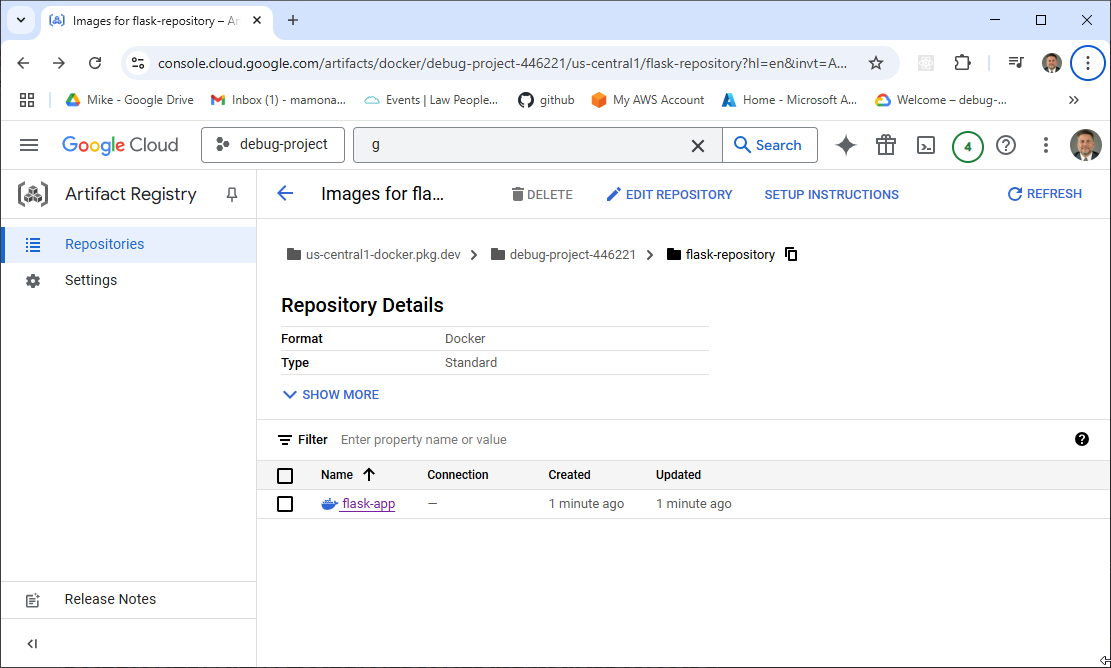 Images for flask-repository – Ar
console.cloud.google.com/artifacts/docker/debug-project-446221/us-central1/flask-repository?hl=en&invt=A...
Mike - Google Drive
Inbox (1) - mamona...
Events | Law People...
github
My AWS Account
Home - Microsoft A...
Welcome – debug-...
Google Cloud
debug-project
g
Search
4
Artifact Registry
Images for fla...
DELETE
EDIT REPOSITORY
SETUP INSTRUCTIONS
REFRESH
Repositories
Settings
us-central1-docker.pkg.dev
debug-project-446221
flask-repository
Repository Details
Format Docker
Type Standard
SHOW MORE
Filter Enter property name or value
Name Connection Created Updated
flask-app — 1 minute ago 1 minute ago
Release Notes